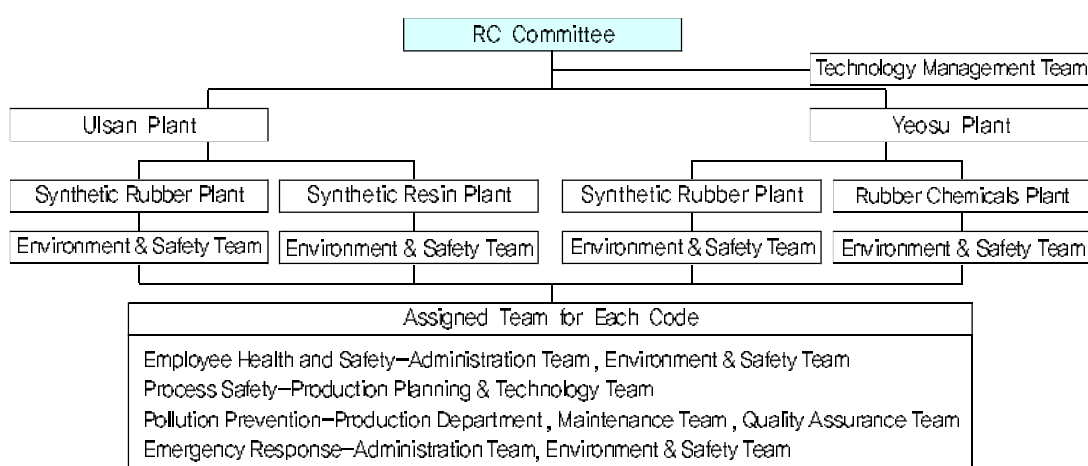 RC Committee
Technology Management Team
Ulsan Plant
Yeosu Plant
Synthetic Rubber Plant
Synthetic Resin Plant
Synthetic Rubber Plant
Rubber Chemicals Plant
Environment & Safety Team
Environment & Safety Team
Environment & Safety Team
Environment & Safety Team
Assigned Team for Each Code
Employee Health and Safety–Administration Team, Environment & Safety Team
Process Safety–Production Planning & Technology Team
Pollution Prevention–Production Department, Maintenance Team, Quality Assurance Team
Emergency Response–Administration Team, Environment & Safety Team